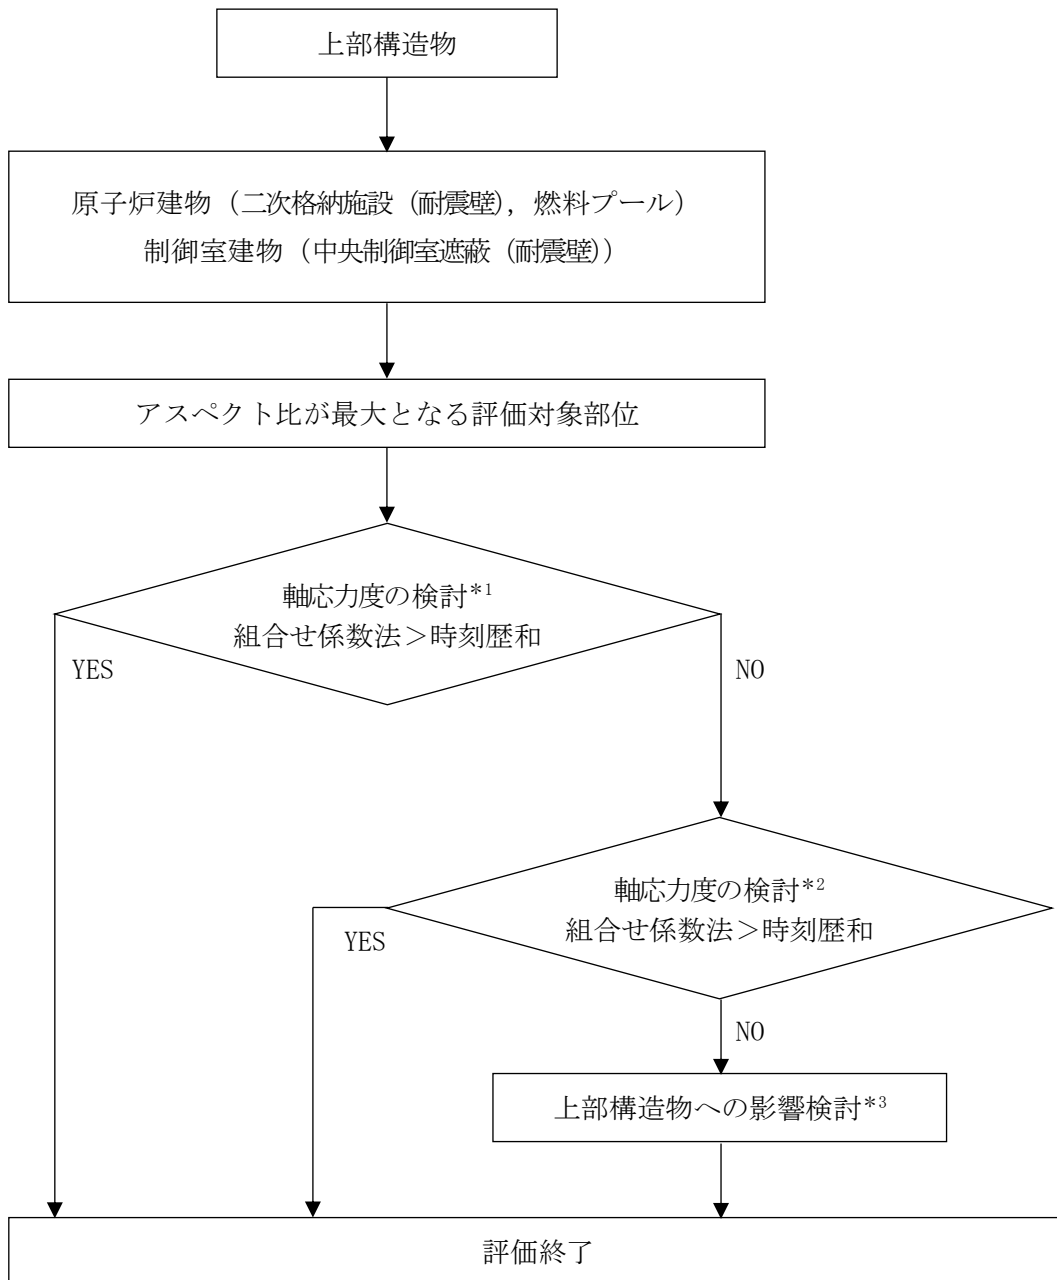 上部構造物
原子炉建物（二次格納施設（耐震壁），燃料プール）
制御室建物（中央制御室遮蔽（耐震壁））
アスペクト比が最大となる評価対象部位
軸応力度の検討*1
組合せ係数法＞時刻歴和
YES
NO
軸応力度の検討*2
組合せ係数法＞時刻歴和
YES
NO
上部構造物への影響検討*3
評価終了